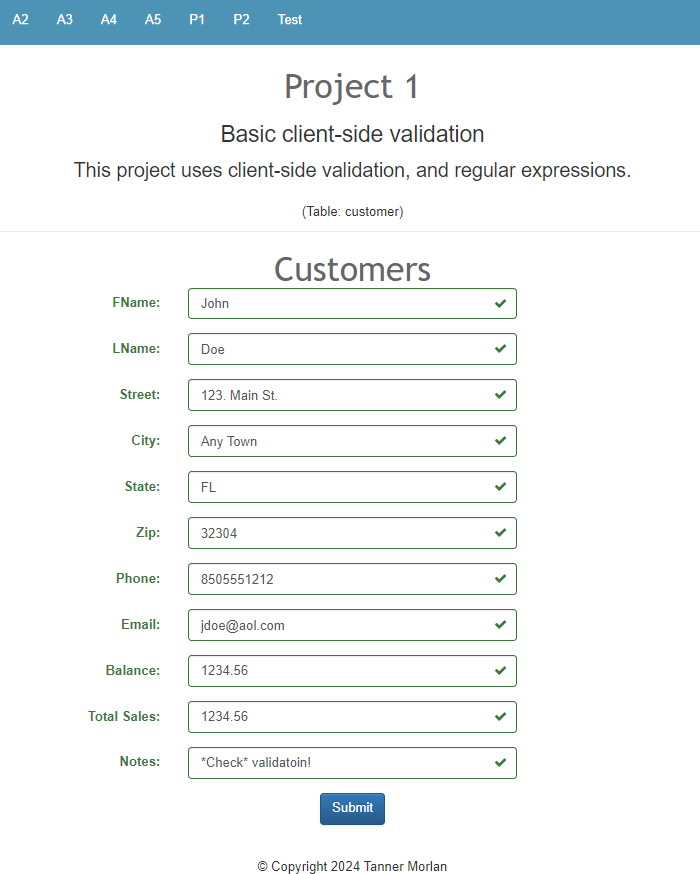 A2 A3 A4 A5 P1 P2 Test
Project 1
Basic client-side validation
This project uses client-side validation, and regular expressions.
(Table: customer)
Customers
FName: John
LName: Doe
Street: 123. Main St.
City: Any Town
State: FL
Zip: 32304
Phone: 8505551212
Email: jdoe@aol.com
Balance: 1234.56
Total Sales: 1234.56
Notes: *Check* validatoin!
Submit
© Copyright 2024 Tanner Morlan